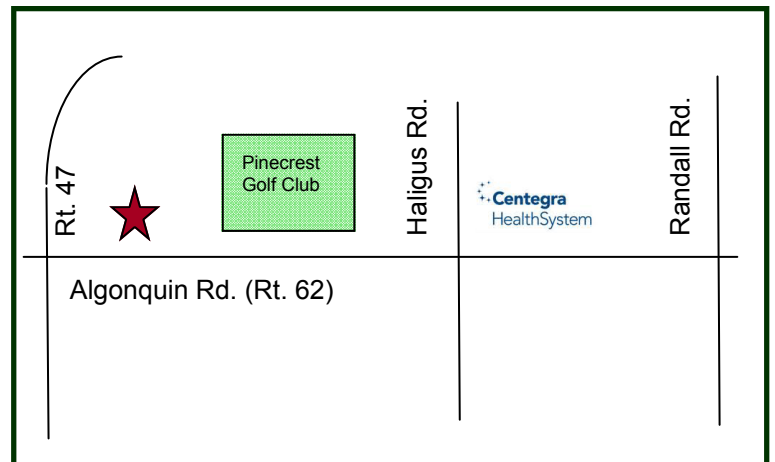 Rt. 47
Pinecrest
Golf Club
Haligus Rd.
Centegra
HealthSystem
Randall Rd.
Algonquin Rd. (Rt. 62)